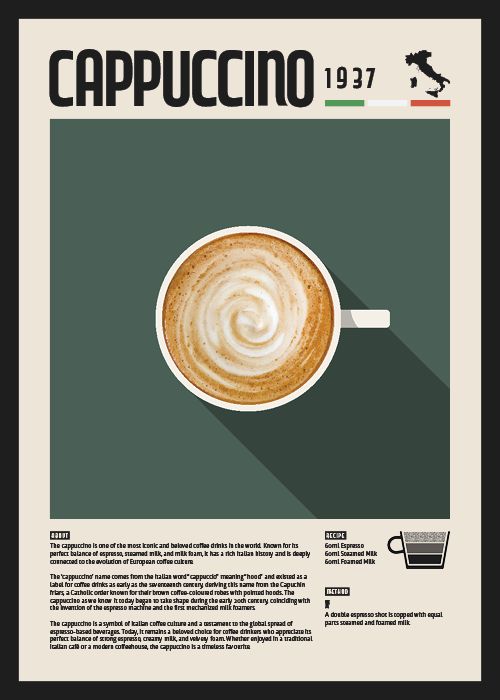 CAPPUCCINO
1937
ABOUT
The cappuccino is one of the most iconic and beloved coffee drinks in the world. Known for its
perfect balance of espresso, steamed milk, and milk foam, it has a rich Italian history and is deeply
connected to the evolution of European coffee culture.
The 'cappuccino' name comes from the Italian word "cappuccio" meaning "hood" and existed as a
label for coffee drinks as early as the seventeenth century, deriving this name from the Capuchin
friars, a Catholic order known for their brown coffee-coloured robes with pointed hoods. The
cappuccino as we know it today began to take shape during the early 20th century, coinciding with
the invention of the espresso machine and the first mechanized milk foamers.
The cappuccino is a symbol of Italian coffee culture and a testament to the global spread of
espresso-based beverages. Today, it remains a beloved choice for coffee drinkers who appreciate its
perfect balance of strong espresso, creamy milk, and velvety foam. Whether enjoyed in a traditional
Italian café or a modern coffeehouse, the cappuccino is a timeless favourite.
RECIPE
60ml Espresso
60ml Steamed Milk
60ml Foamed Milk
METHOD
A double espresso shot is topped with equal
parts steamed and foamed milk.